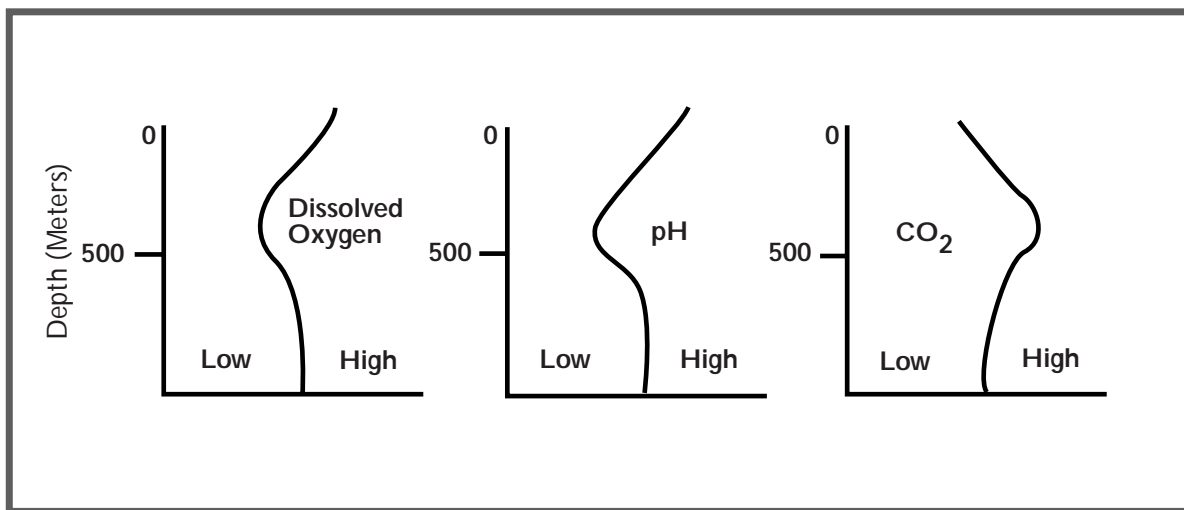 Depth (Meters)
0
500
Dissolved
Oxygen
Low
High
0
500
pH
Low
High
0
500
CO2
Low
High